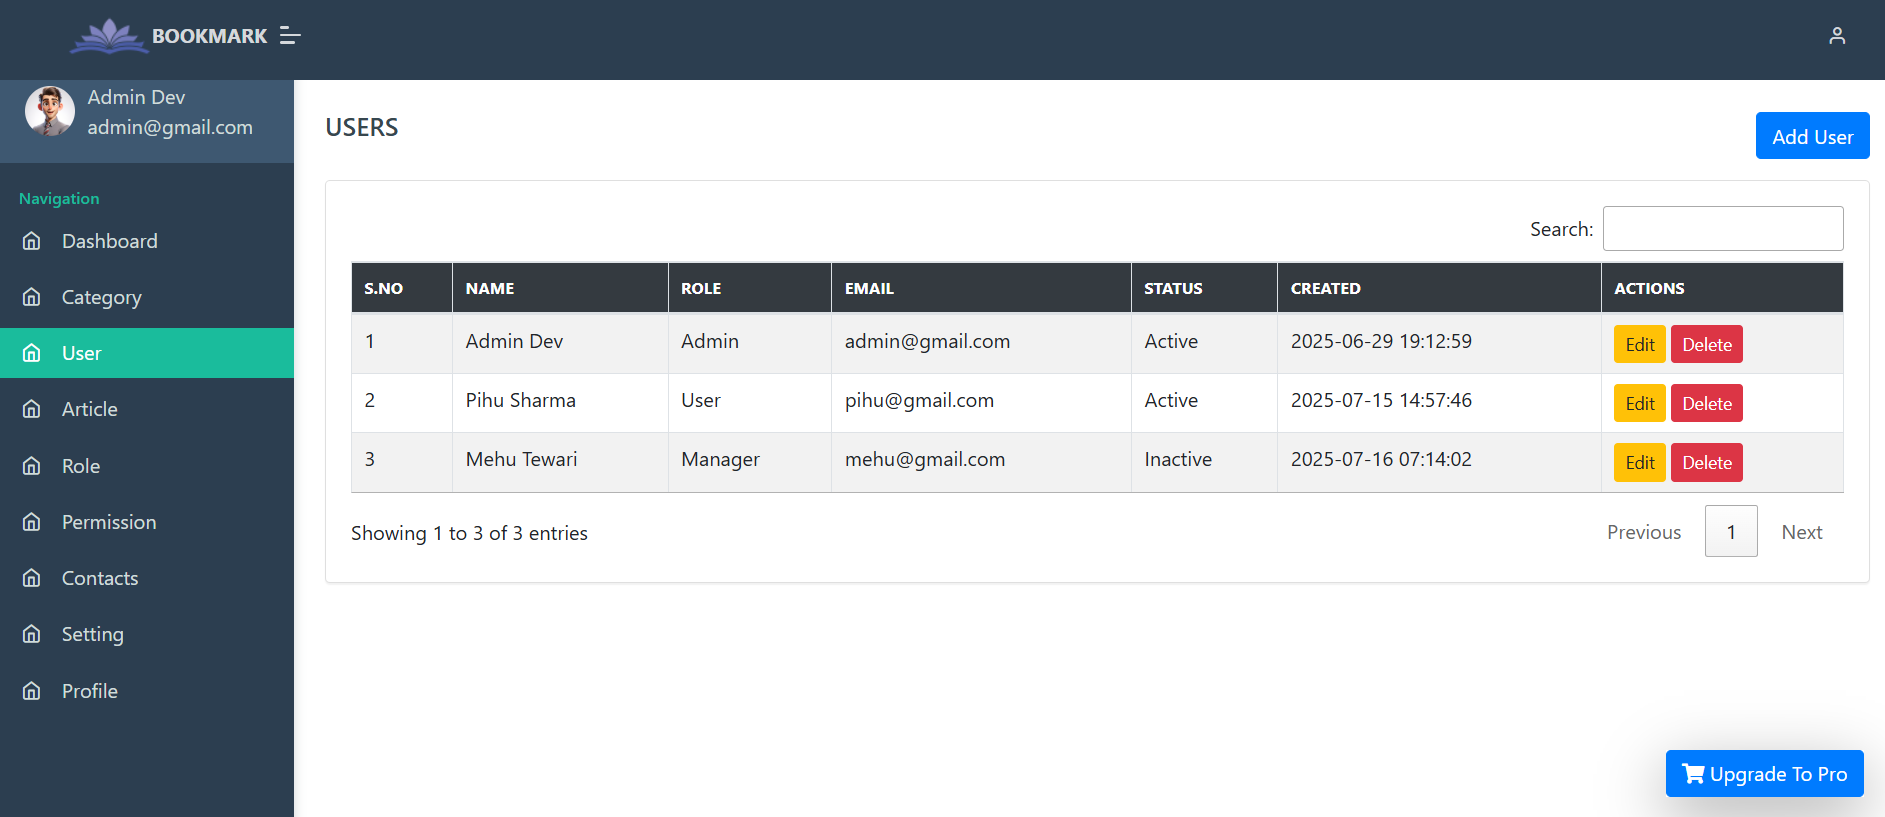 BOOKMARK
Admin Dev
admin@gmail.com
Navigation
Dashboard
Category
User
Article
Role
Permission
Contacts
Setting
Profile
USERS
Add User
Search:
S.NO NAME ROLE EMAIL STATUS CREATED ACTIONS
1 Admin Dev Admin admin@gmail.com Active 2025-06-29 19:12:59 Edit Delete
2 Pihu Sharma User pihu@gmail.com Active 2025-07-15 14:57:46 Edit Delete
3 Mehu Tewari Manager mehu@gmail.com Inactive 2025-07-16 07:14:02 Edit Delete
Showing 1 to 3 of 3 entries
Previous 1 Next
Upgrade To Pro